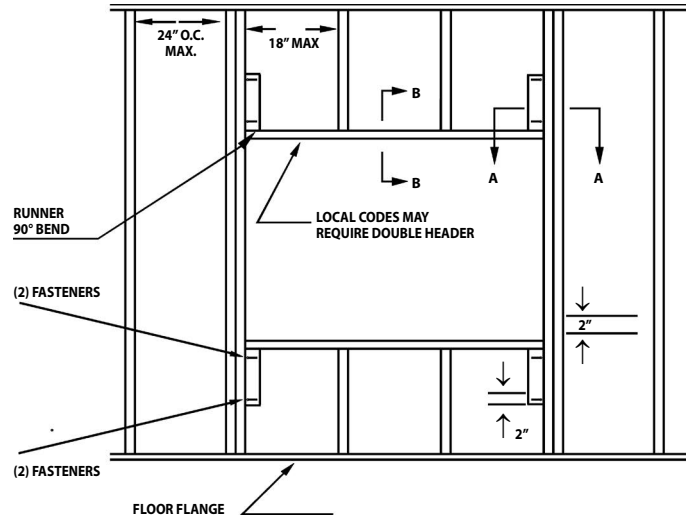 24” O.C.
MAX.
18” MAX
B
B
A
A
RUNNER
90° BEND
LOCAL CODES MAY
REQUIRE DOUBLE HEADER
(2) FASTENERS
2”
2”
(2) FASTENERS
FLOOR FLANGE